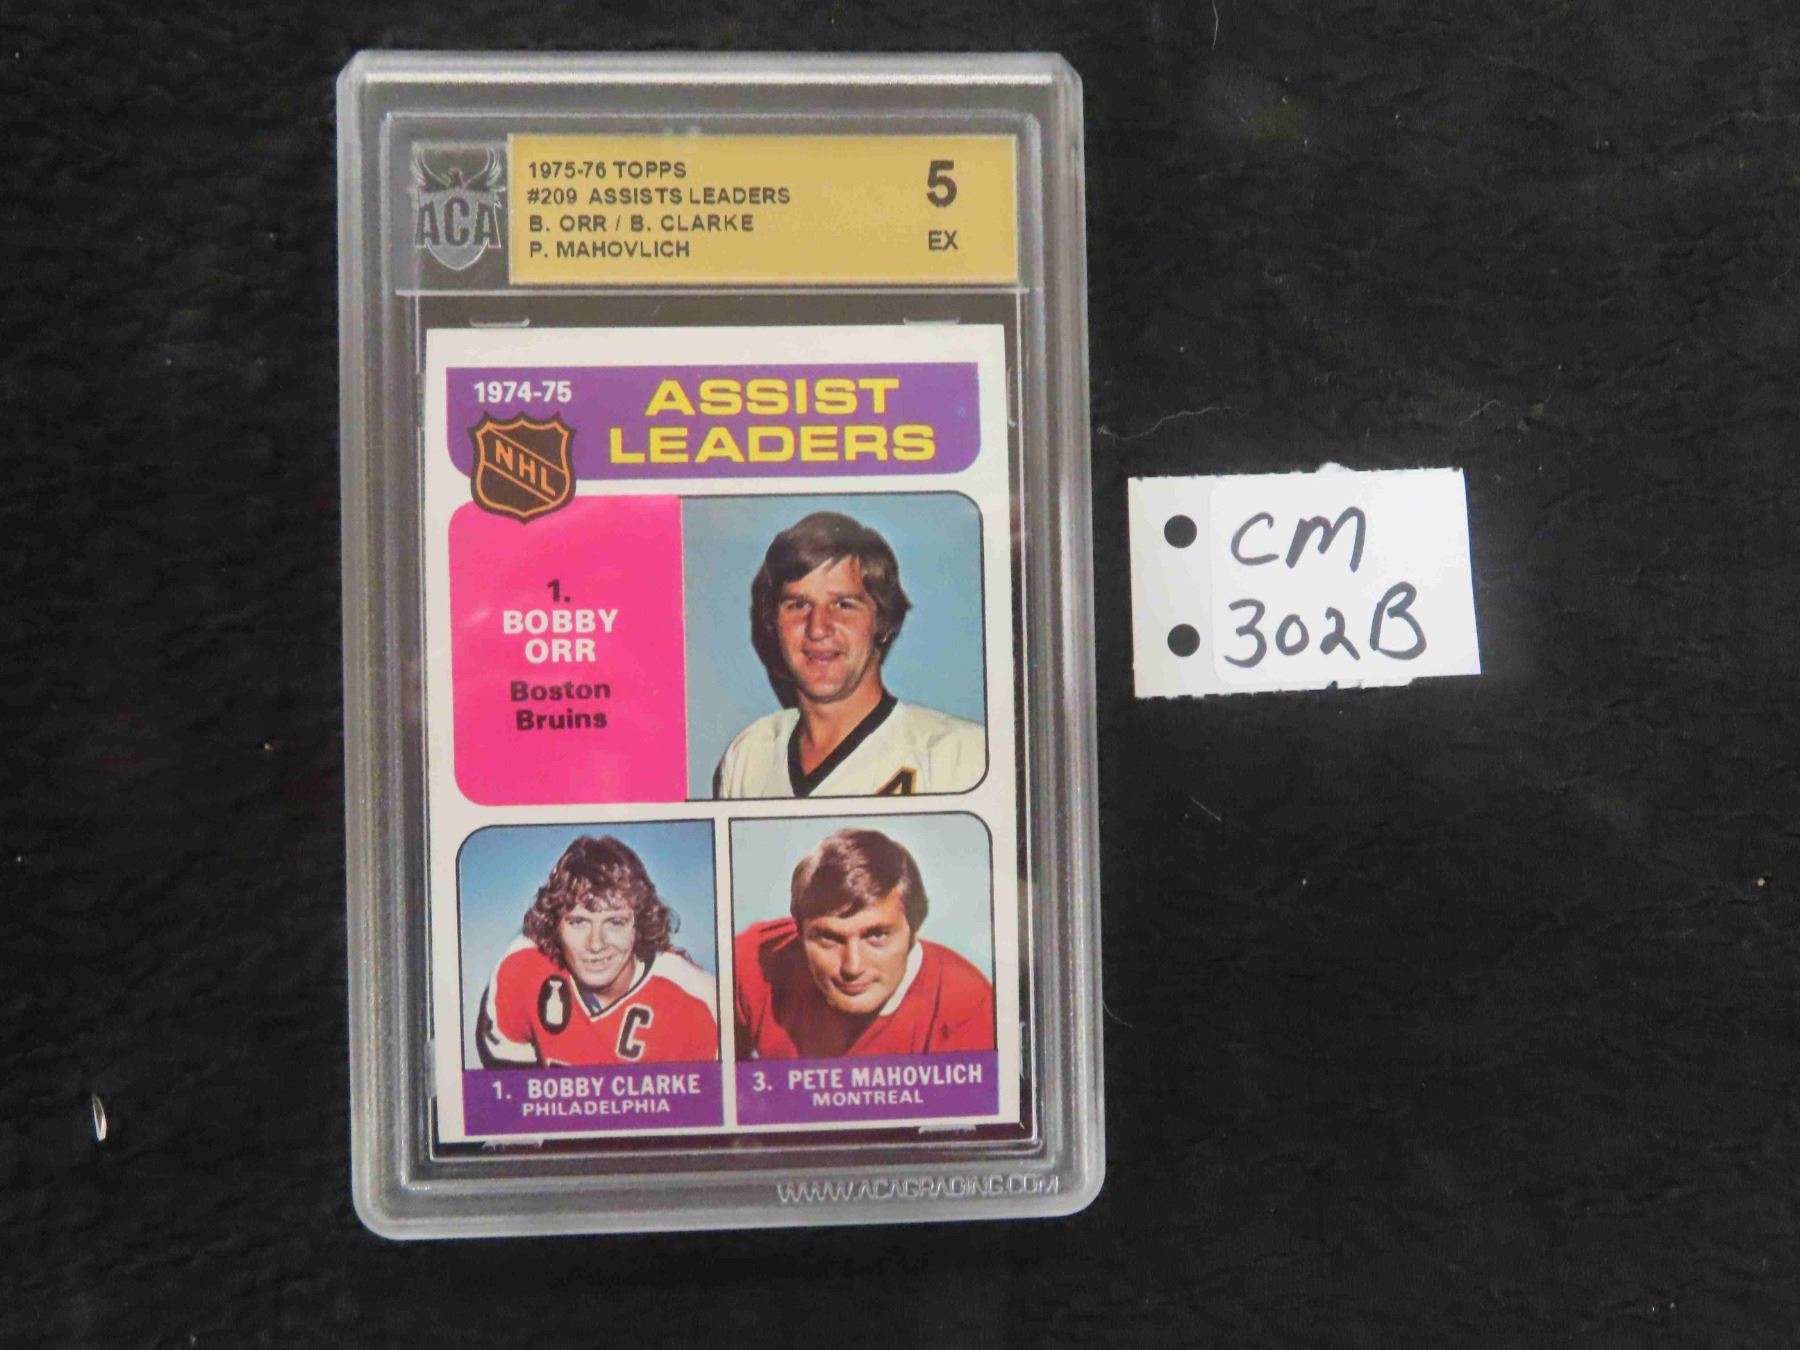 ACA
1975-76 TOPPS
#209 ASSISTS LEADERS
B. ORR / B. CLARKE
P. MAHOVLICH
5
EX
1974-75
NHL
ASSIST
LEADERS
1.
BOBBY
ORR
Boston
Bruins
A
C
1. BOBBY CLARKE
PHILADELPHIA
3. PETE MAHOVLICH
MONTREAL
WWW.ACAGRADING.COM
CM
302B